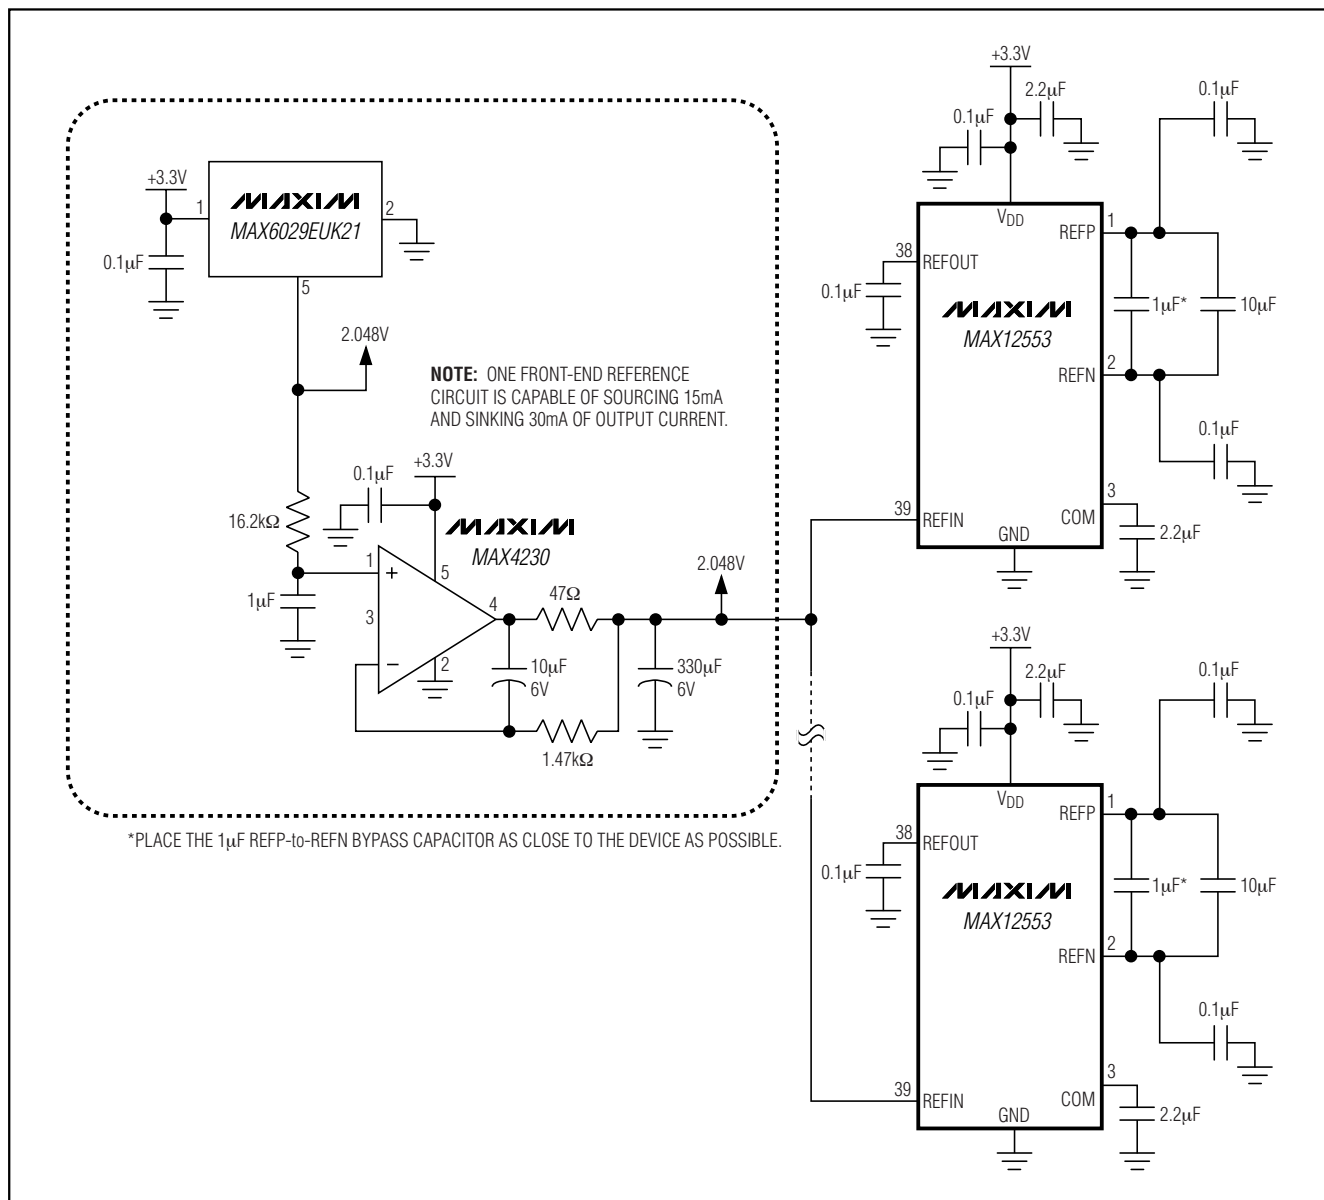 +3.3V
1
MAXIM
MAX6029EUK21
2
0.1µF
5
2.048V
NOTE: ONE FRONT-END REFERENCE
CIRCUIT IS CAPABLE OF SOURCING 15mA
AND SINKING 30mA OF OUTPUT CURRENT.
16.2kΩ
0.1µF
+3.3V
MAXIM
MAX4230
1
+
5
1µF
3
4
47Ω
2.048V
−
2
10µF
6V
330µF
6V
1.47kΩ
*PLACE THE 1µF REFP-to-REFN BYPASS CAPACITOR AS CLOSE TO THE DEVICE AS POSSIBLE.
+3.3V
0.1µF
2.2µF
0.1µF
VDD
REFP
1
38
REFOUT
0.1µF
MAXIM
MAX12553
1µF*
10µF
REFN
2
0.1µF
39
REFIN
3
COM
GND
2.2µF
+3.3V
0.1µF
2.2µF
0.1µF
VDD
REFP
1
38
REFOUT
0.1µF
MAXIM
MAX12553
1µF*
10µF
REFN
2
0.1µF
39
REFIN
3
COM
GND
2.2µF